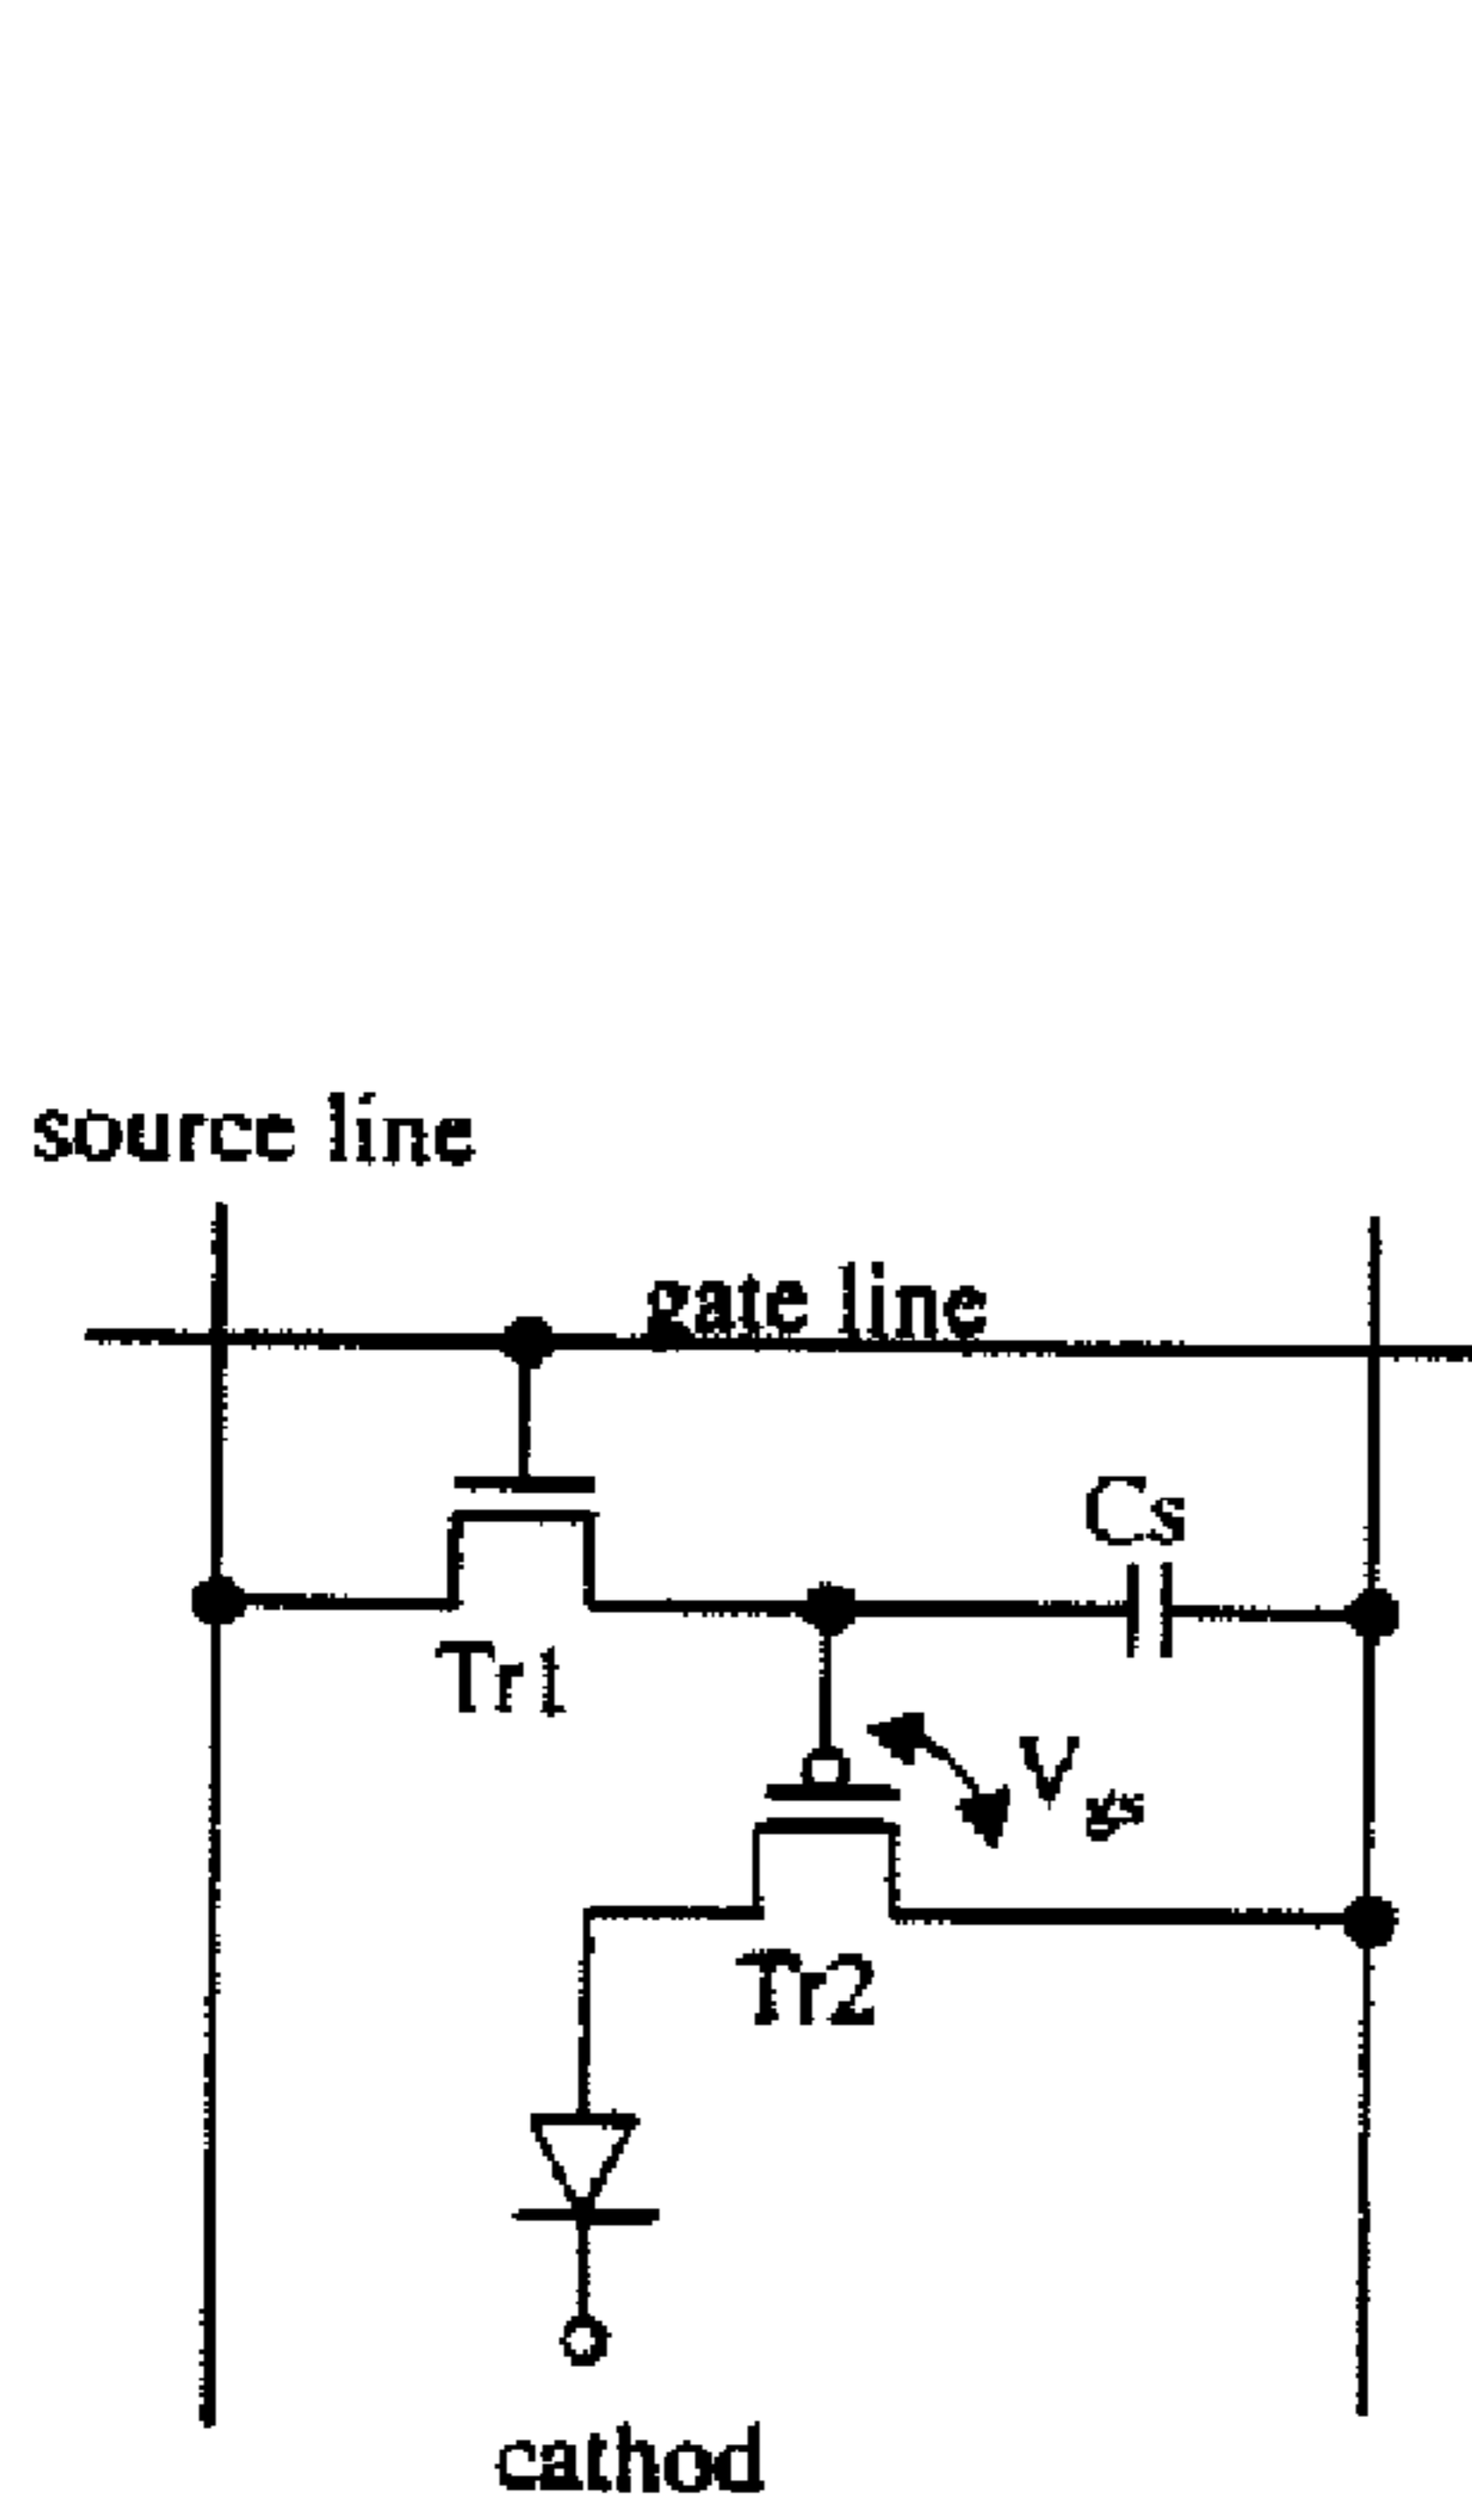 source line
gate line
Cs
Tr1
Vgs
Tr2
cathod